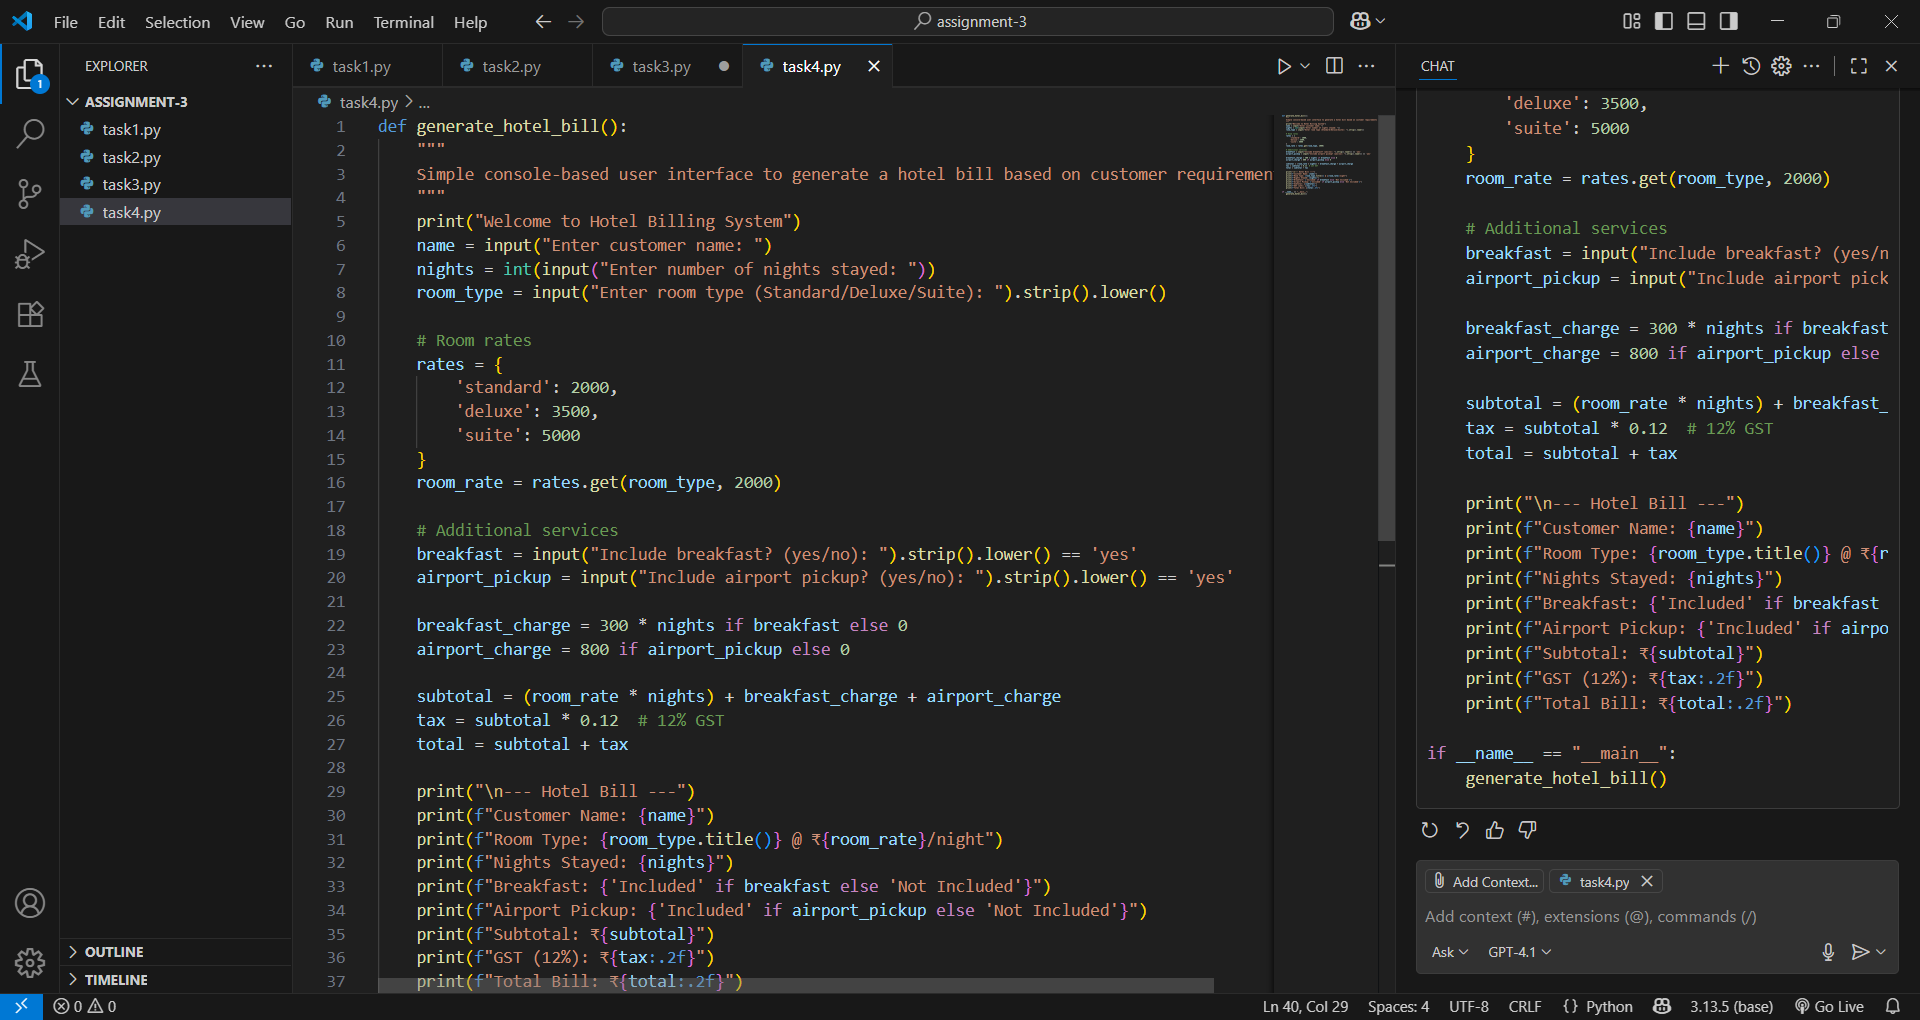 File Edit Selection View Go Run Terminal Help
assignment-3
EXPLORER
ASSIGNMENT-3
task1.py
task2.py
task3.py
task4.py
OUTLINE
TIMELINE
1
task1.py
task2.py
task3.py
task4.py
task4.py > ...
1 def generate_hotel_bill():
2 """
3 Simple console-based user interface to generate a hotel bill based on customer requiremen
4 """
5 print("Welcome to Hotel Billing System")
6 name = input("Enter customer name: ")
7 nights = int(input("Enter number of nights stayed: "))
8 room_type = input("Enter room type (Standard/Deluxe/Suite): ").strip().lower()
9
10 # Room rates
11 rates = {
12 'standard': 2000,
13 'deluxe': 3500,
14 'suite': 5000
15 }
16 room_rate = rates.get(room_type, 2000)
17
18 # Additional services
19 breakfast = input("Include breakfast? (yes/no): ").strip().lower() == 'yes'
20 airport_pickup = input("Include airport pickup? (yes/no): ").strip().lower() == 'yes'
21
22 breakfast_charge = 300 * nights if breakfast else 0
23 airport_charge = 800 if airport_pickup else 0
24
25 subtotal = (room_rate * nights) + breakfast_charge + airport_charge
26 tax = subtotal * 0.12 # 12% GST
27 total = subtotal + tax
28
29 print("\n--- Hotel Bill ---")
30 print(f"Customer Name: {name}")
31 print(f"Room Type: {room_type.title()} @ ₹{room_rate}/night")
32 print(f"Nights Stayed: {nights}")
33 print(f"Breakfast: {'Included' if breakfast else 'Not Included'}")
34 print(f"Airport Pickup: {'Included' if airport_pickup else 'Not Included'}")
35 print(f"Subtotal: ₹{subtotal}")
36 print(f"GST (12%): ₹{tax:.2f}")
37 print(f"Total Bill: ₹{total:.2f}")
CHAT
'deluxe': 3500,
'suite': 5000
}
room_rate = rates.get(room_type, 2000)
# Additional services
breakfast = input("Include breakfast? (yes/n
airport_pickup = input("Include airport pick
breakfast_charge = 300 * nights if breakfast
airport_charge = 800 if airport_pickup else
subtotal = (room_rate * nights) + breakfast_
tax = subtotal * 0.12 # 12% GST
total = subtotal + tax
print("\n--- Hotel Bill ---")
print(f"Customer Name: {name}")
print(f"Room Type: {room_type.title()} @ ₹{r
print(f"Nights Stayed: {nights}")
print(f"Breakfast: {'Included' if breakfast
print(f"Airport Pickup: {'Included' if airpo
print(f"Subtotal: ₹{subtotal}")
print(f"GST (12%): ₹{tax:.2f}")
print(f"Total Bill: ₹{total:.2f}")
if __name__ == "__main__":
generate_hotel_bill()
Add Context... task4.py
Add context (#), extensions (@), commands (/)
Ask GPT-4.1
0 0
Ln 40, Col 29 Spaces: 4 UTF-8 CRLF {} Python 3.13.5 (base) Go Live